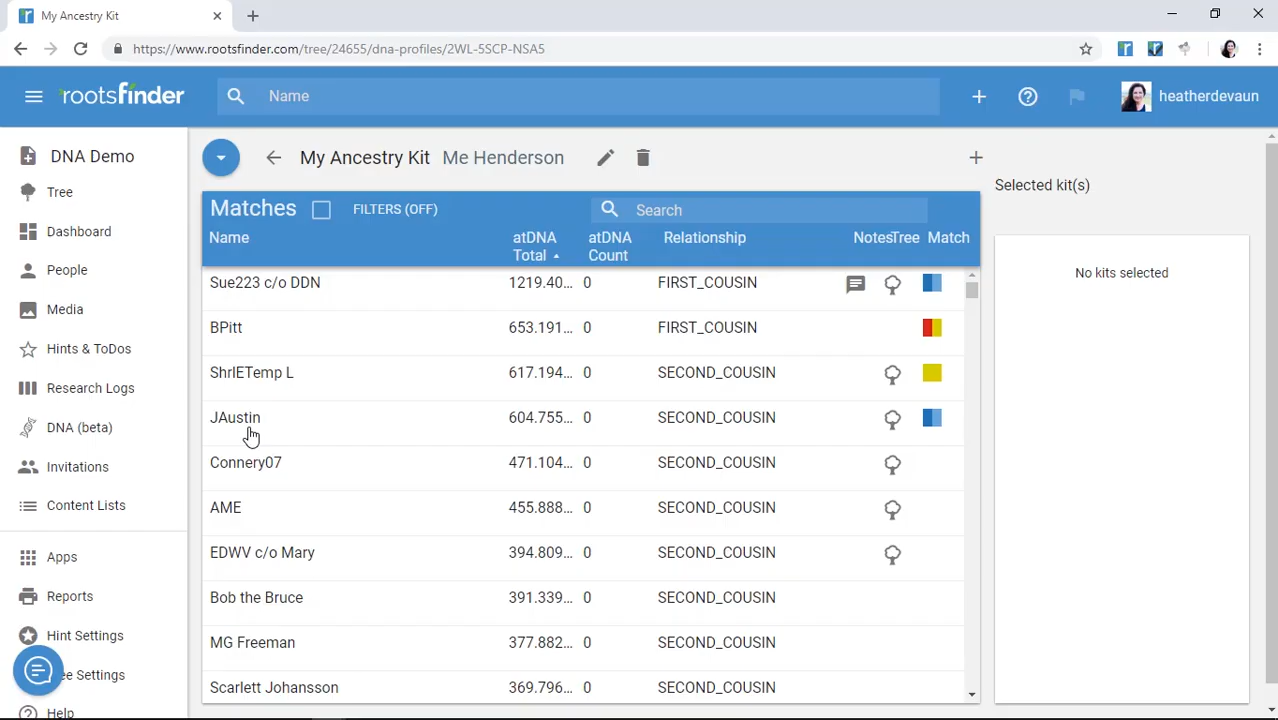 My Ancestry Kit
https://www.rootsfinder.com/tree/24655/dna-profiles/2WL-5SCP-NSA5
rootsfinder
Name
heatherdevaun
DNA Demo
Tree
Dashboard
People
Media
Hints & ToDos
Research Logs
DNA (beta)
Invitations
Content Lists
Apps
Reports
Hint Settings
ee Settings
Help
My Ancestry Kit Me Henderson
Matches FILTERS (OFF) Search
Name atDNA Total atDNA Count Relationship Notes Tree Match
Sue223 c/o DDN 1219.40... 0 FIRST_COUSIN
BPitt 653.191... 0 FIRST_COUSIN
ShrlETemp L 617.194... 0 SECOND_COUSIN
JAustin 604.755... 0 SECOND_COUSIN
Connery07 471.104... 0 SECOND_COUSIN
AME 455.888... 0 SECOND_COUSIN
EDWV c/o Mary 394.809... 0 SECOND_COUSIN
Bob the Bruce 391.339... 0 SECOND_COUSIN
MG Freeman 377.882... 0 SECOND_COUSIN
Scarlett Johansson 369.796... 0 SECOND_COUSIN
Selected kit(s)
No kits selected